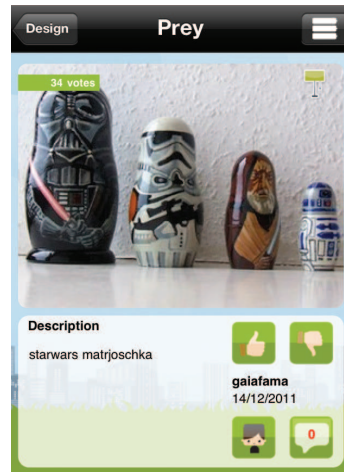 Design
Prey
34 votes
Description
starwars matrjoschka
gaiafama
14/12/2011
0